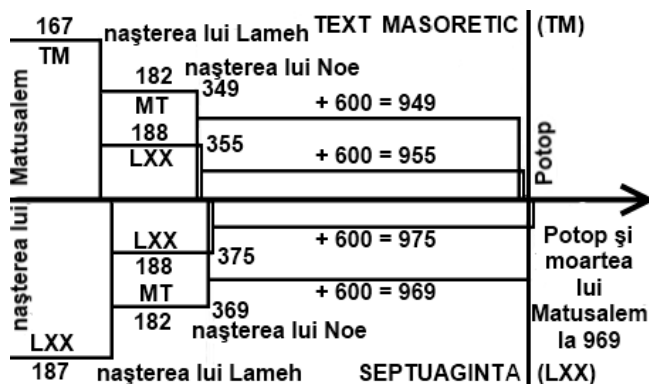 167
naşterea lui Lameh
TEXT MASORETIC
(TM)
TM
naşterea lui Noe
182
349
MT
+ 600 = 949
188
355
LXX
+ 600 = 955
naşterea lui Matusalem
Potop
LXX
+ 600 = 975
188
375
MT
+ 600 = 969
182
369
naşterea lui Noe
Potop şi
moartea
lui
Matusalem
la 969
LXX
187
naşterea lui Lameh
SEPTUAGINTA
(LXX)